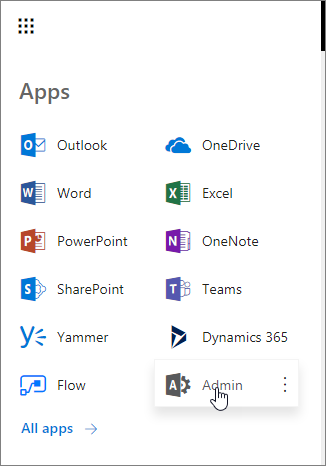 Apps
Outlook OneDrive
Word Excel
PowerPoint OneNote
SharePoint Teams
Yammer Dynamics 365
Flow Admin
All apps